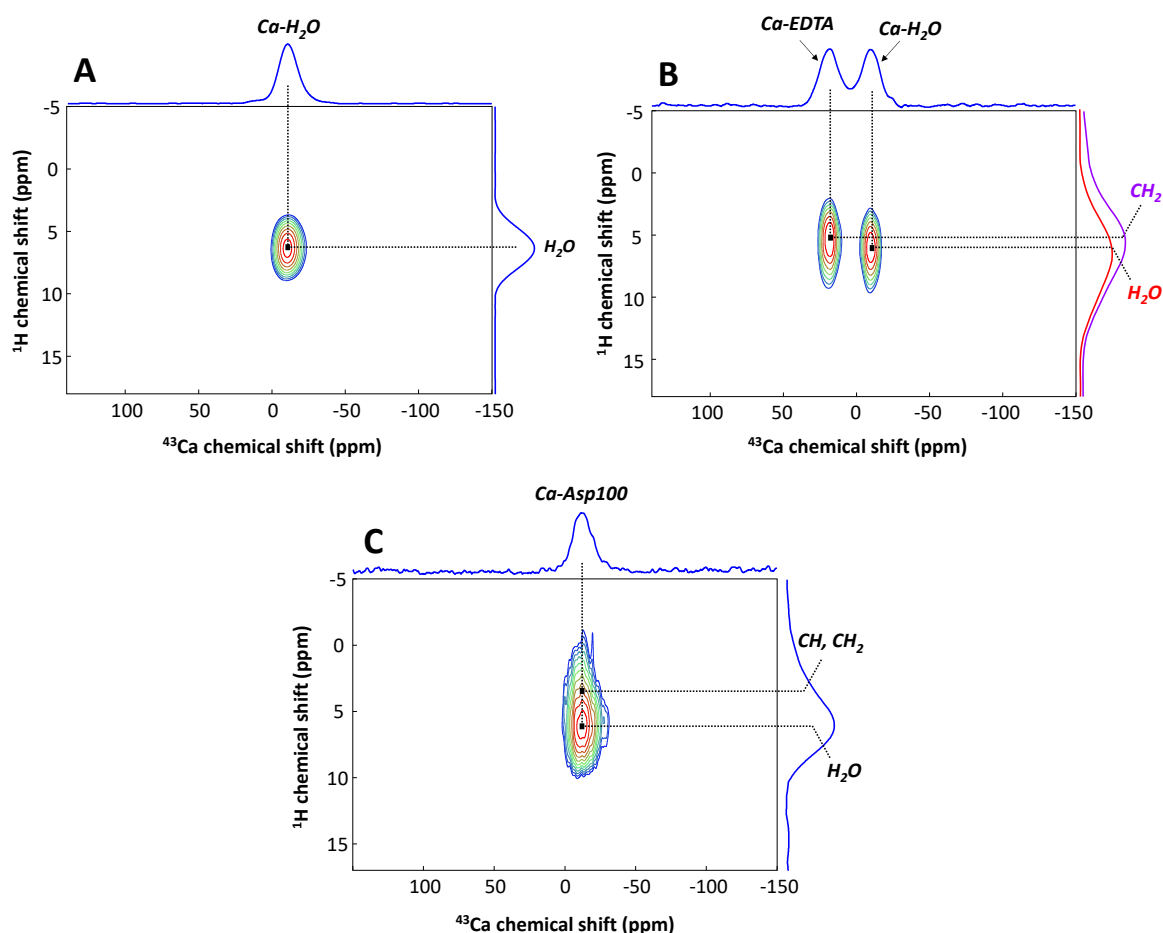 Ca-H₂O
A
-5
0
5
10
15
¹H chemical shift (ppm)
H₂O
100 50 0 -50 -100 -150
⁴³Ca chemical shift (ppm)
Ca-EDTA Ca-H₂O
B
-5
0
5
10
15
¹H chemical shift (ppm)
CH₂
H₂O
100 50 0 -50 -100 -150
⁴³Ca chemical shift (ppm)
Ca-Asp100
C
-5
0
5
10
15
¹H chemical shift (ppm)
CH, CH₂
H₂O
100 50 0 -50 -100 -150
⁴³Ca chemical shift (ppm)